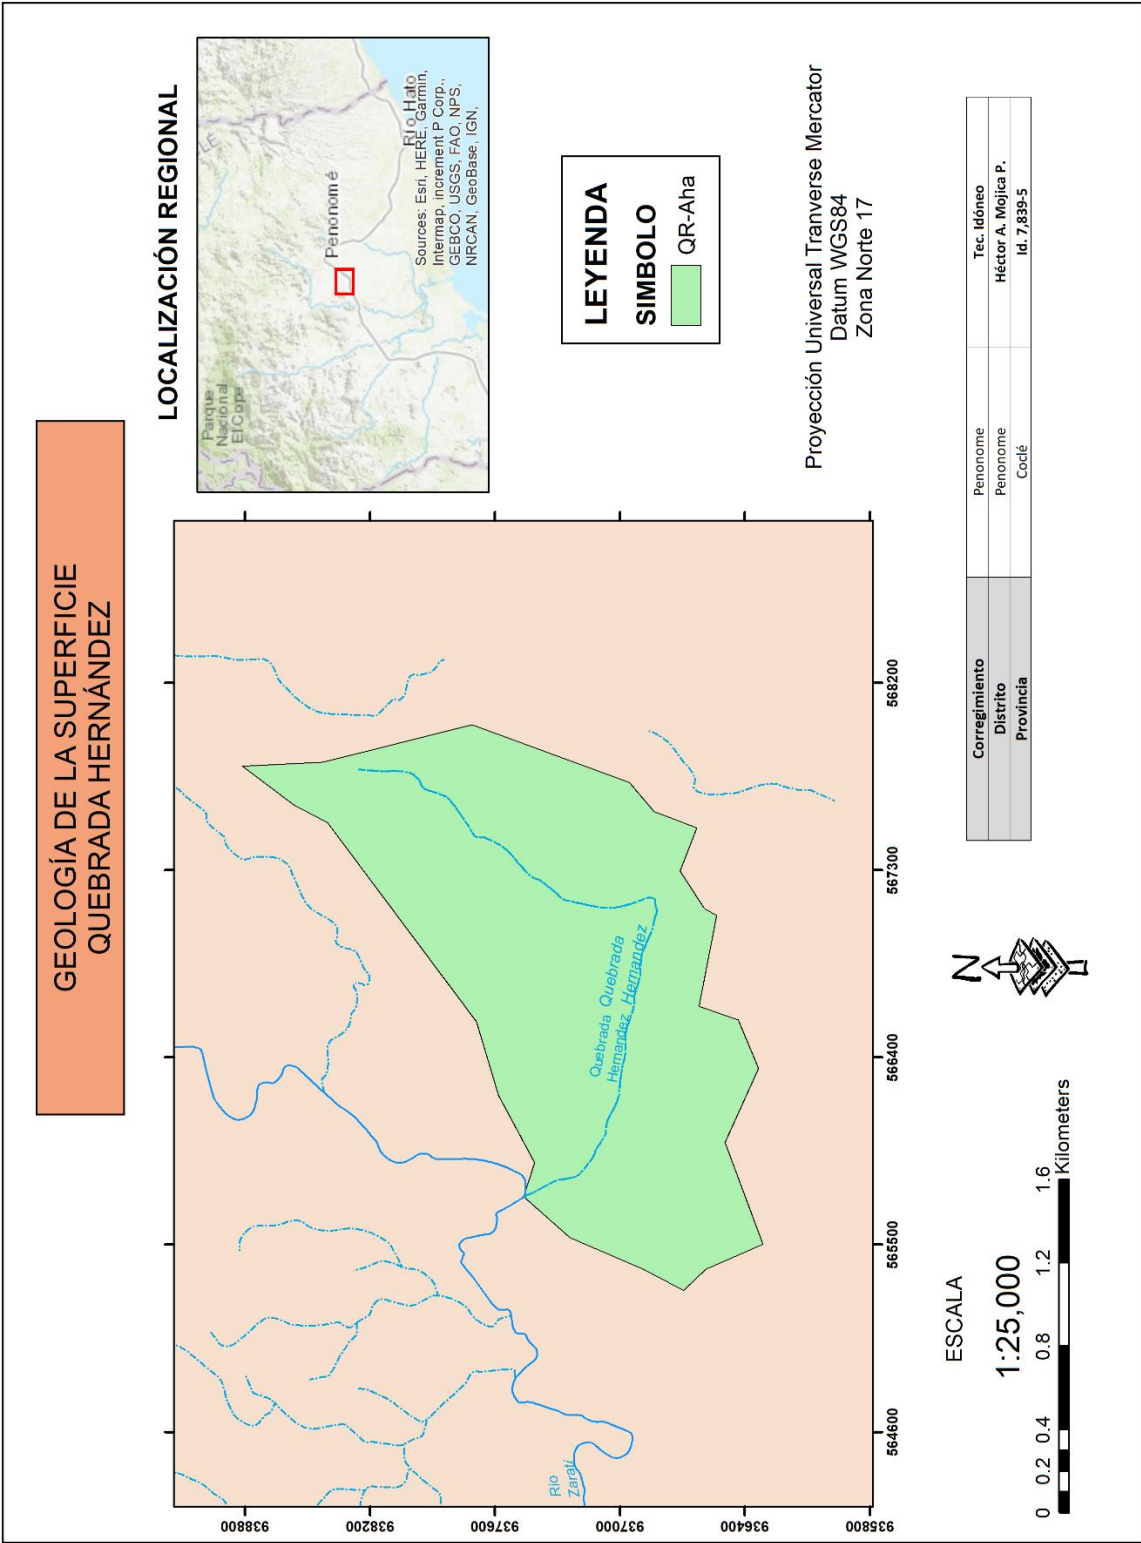 GEOLOGÍA DE LA SUPERFICIE
QUEBRADA HERNÁNDEZ
938800
938200
937600
937000
936400
935800
564600
565500
566400
567300
568200
Rio
Zarati
Quebrada
Hernandez
Quebrada
Hernandez
LOCALIZACIÓN REGIONAL
Parque
Nacional
El Cope
LE
Penonomé
Río Hato
Sources: Esri, HERE, Garmin,
Intermap, increment P Corp.,
GEBCO, USGS, FAO, NPS,
NRCAN, GeoBase, IGN,
LEYENDA
SIMBOLO
QR-Aha
Proyección Universal Tranverse Mercator
Datum WGS84
Zona Norte 17
ESCALA
1:25,000
0 0.2 0.4 0.8 1.2 1.6
Kilometers
N
Corregimiento Penonome Tec. Idóneo
Distrito Penonome Héctor A. Mojica P.
Provincia Coclé Id. 7,839-5